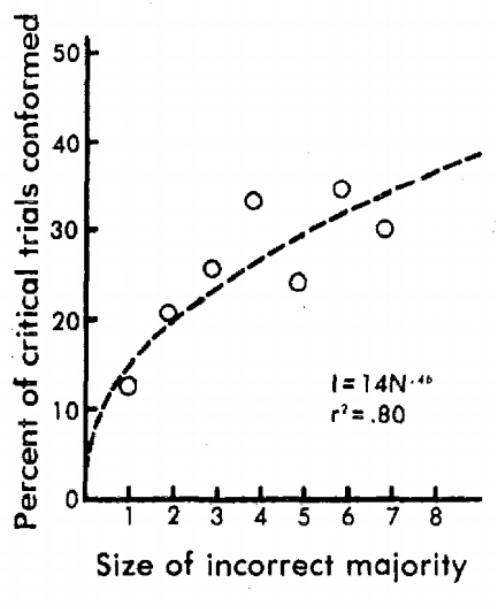 Percent of critical trials conformed
50
40
30
20
10
0
I = 14N.46
r² = .80
1 2 3 4 5 6 7 8
Size of incorrect majority